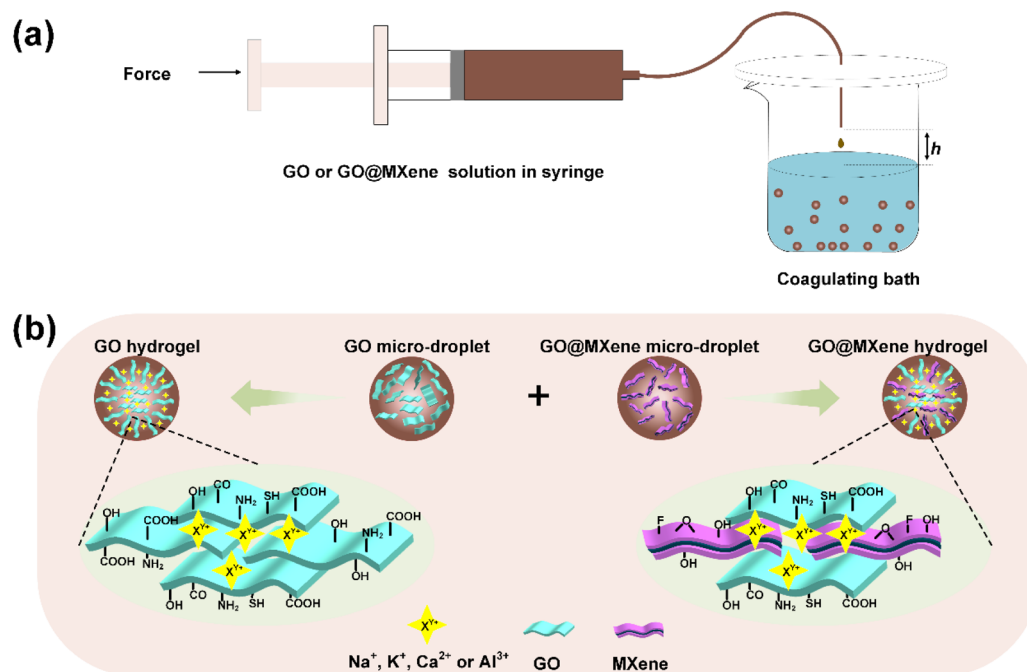 (a)
Force
GO or GO@MXene solution in syringe
h
Coagulating bath
(b)
GO hydrogel
GO micro-droplet
GO@MXene micro-droplet
GO@MXene hydrogel
+
OH
CO
NH₂
SH
COOH
OH
COOH
OH
NH₂
COOH
COOH
NH₂
OH
Xʸ⁺
Xʸ⁺
Xʸ⁺
Xʸ⁺
OH
CO
NH₂
SH
COOH
OH
CO
NH₂
SH
COOH
F
O
OH
OH
O
F
OH
OH
Xʸ⁺
Xʸ⁺
Xʸ⁺
Xʸ⁺
OH
CO
NH₂
SH
COOH
Xʸ⁺
Na⁺, K⁺, Ca²⁺ or Al³⁺
GO
MXene